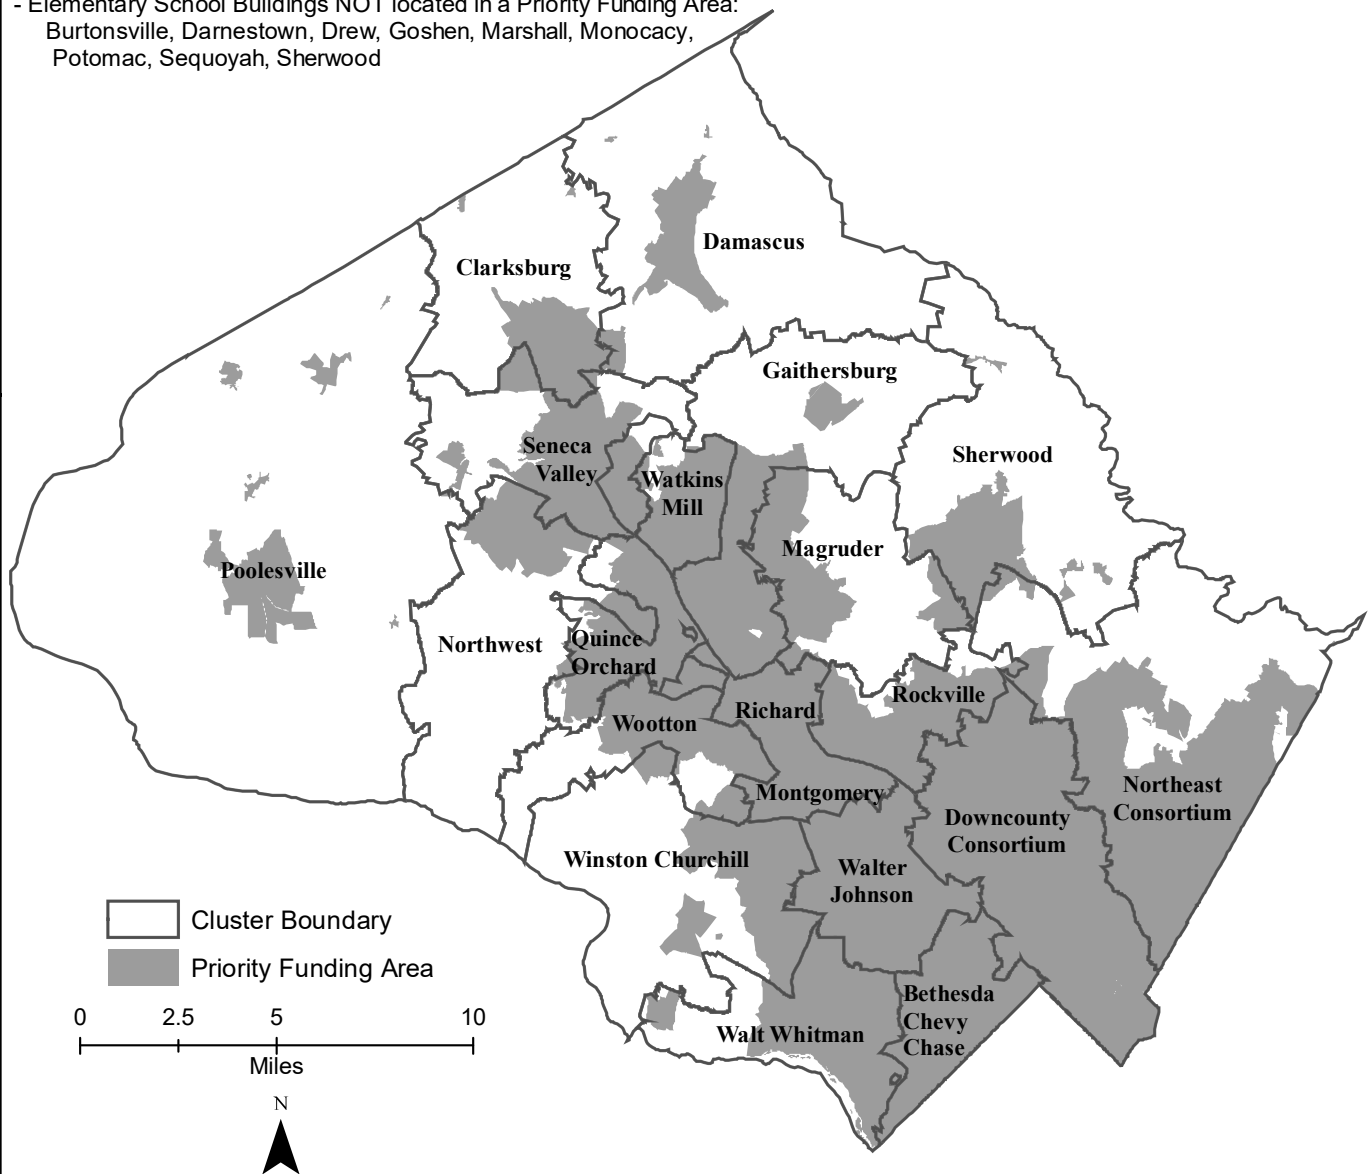 - Elementary School Buildings NOT located in a Priority Funding Area:
Burtonsville, Darnestown, Drew, Goshen, Marshall, Monocacy,
Potomac, Sequoyah, Sherwood
Damascus
Clarksburg
Gaithersburg
Seneca
Valley
Watkins
Mill
Sherwood
Magruder
Poolesville
Northwest
Quince
Orchard
Rockville
Wootton
Richard
Montgomery
Northeast
Consortium
Downcounty
Consortium
Winston Churchill
Walter
Johnson
Bethesda
Chevy
Chase
Walt Whitman
Cluster Boundary
Priority Funding Area
0 2.5 5 10
Miles
N